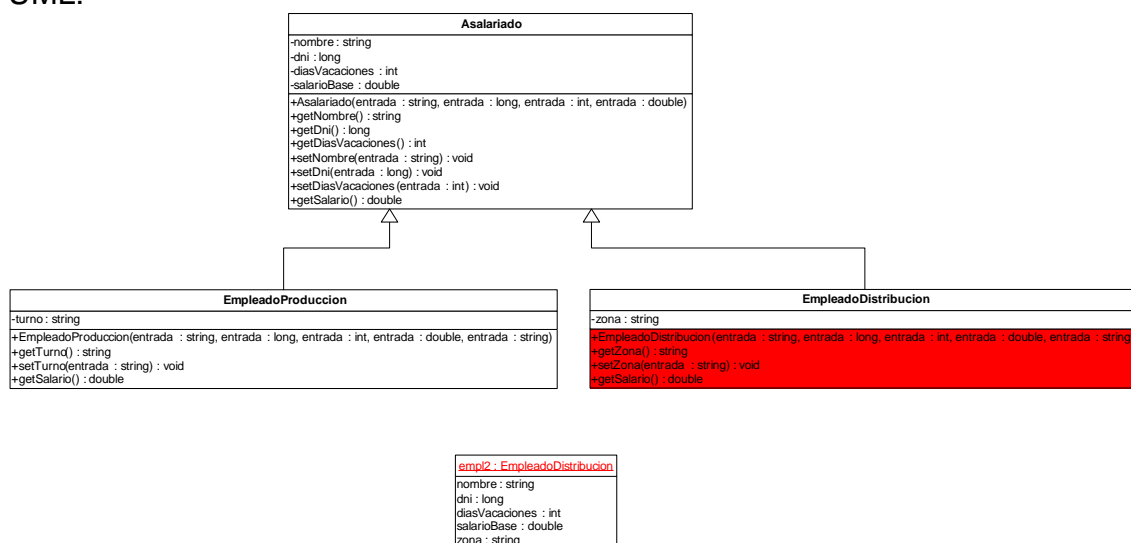 UML.
Asalariado
-nombre : string
-dni : long
-diasVacaciones : int
-salarioBase : double
+Asalariado(entrada : string, entrada : long, entrada : int, entrada : double)
+getNombre() : string
+getDni() : long
+getDiasVacaciones() : int
+setNombre(entrada : string) : void
+setDni(entrada : long) : void
+setDiasVacaciones(entrada : int) : void
+getSalario() : double
EmpleadoProduccion
-turno : string
+EmpleadoProduccion(entrada : string, entrada : long, entrada : int, entrada : double, entrada : string)
+getTurno() : string
+setTurno(entrada : string) : void
+getSalario() : double
EmpleadoDistribucion
-zona : string
+EmpleadoDistribucion(entrada : string, entrada : long, entrada : int, entrada : double, entrada : string
+getZona() : string
+setZona(entrada : string) : void
+getSalario() : double
empl2 : EmpleadoDistribucion
nombre : string
dni : long
diasVacaciones : int
salarioBase : double
zona : string